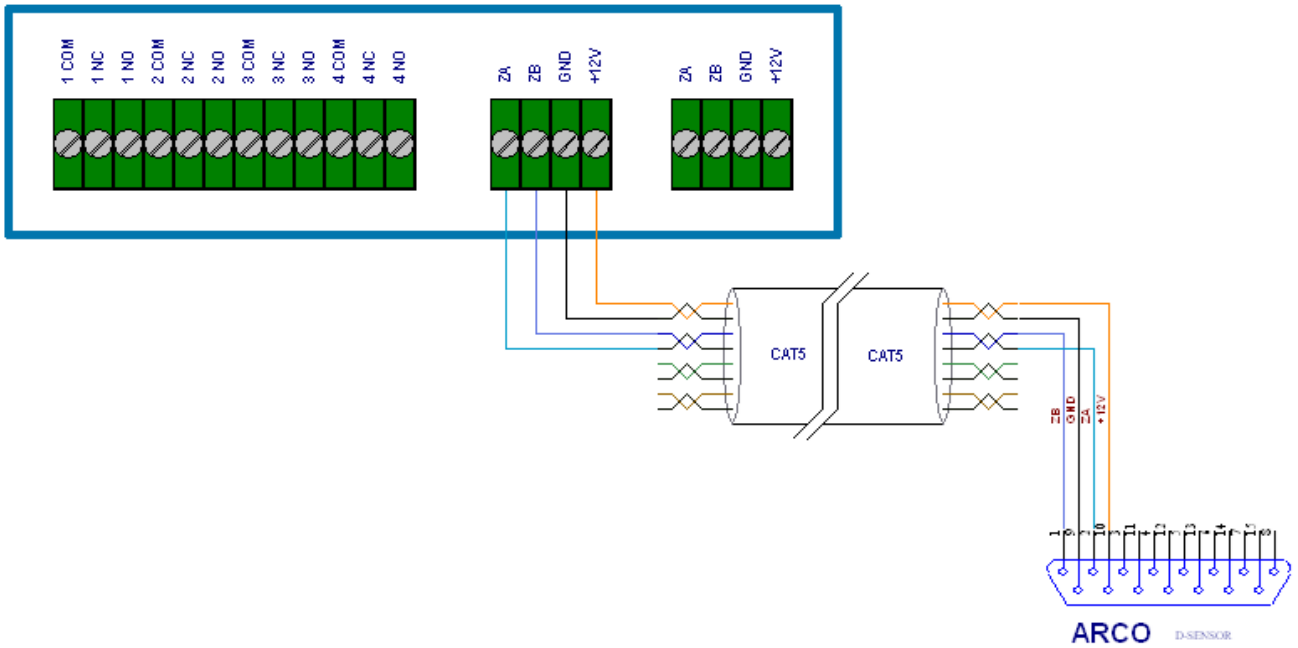 1 COM
1 NC
1 NO
2 COM
2 NC
2 NO
3 COM
3 NC
3 NO
4 COM
4 NC
4 NO
ZA
ZB
GND
+12V
ZA
ZB
GND
+12V
CAT5
CAT5
ZB
GND
ZA
+12V
1
9
2
10
3
11
4
12
5
13
6
14
7
15
8
ARCO D-SENSOR